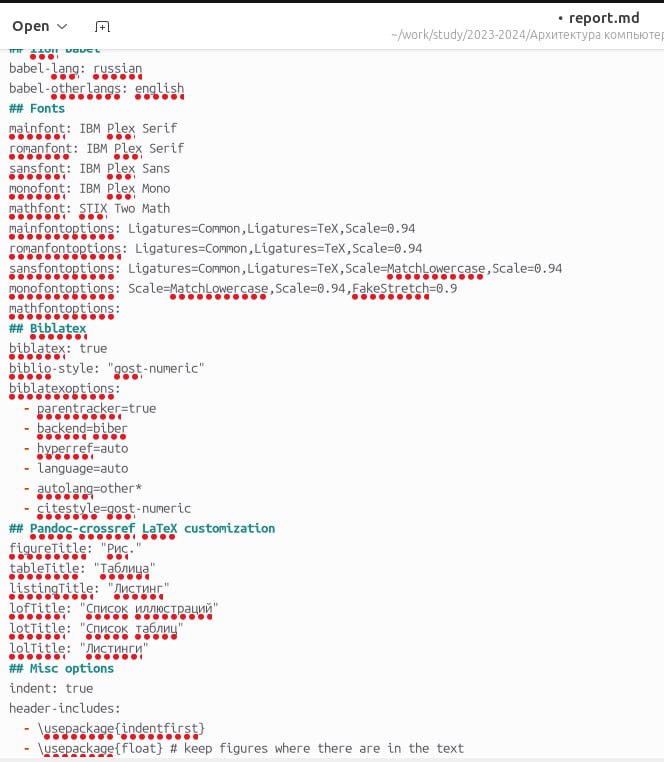 Open
• report.md
~/work/study/2023-2024/Архитектура компьютер
## I18n babel
babel-lang: russian
babel-otherlangs: english
## Fonts
mainfont: IBM Plex Serif
romanfont: IBM Plex Serif
sansfont: IBM Plex Sans
monofont: IBM Plex Mono
mathfont: STIX Two Math
mainfontoptions: Ligatures=Common,Ligatures=TeX,Scale=0.94
romanfontoptions: Ligatures=Common,Ligatures=TeX,Scale=0.94
sansfontoptions: Ligatures=Common,Ligatures=TeX,Scale=MatchLowercase,Scale=0.94
monofontoptions: Scale=MatchLowercase,Scale=0.94,FakeStretch=0.9
mathfontoptions:
## Biblatex
biblatex: true
biblio-style: "gost-numeric"
biblatexoptions:
- parentracker=true
- backend=biber
- hyperref=auto
- language=auto
- autolang=other*
- citestyle=gost-numeric
## Pandoc-crossref LaTeX customization
figureTitle: "Рис."
tableTitle: "Таблица"
listingTitle: "Листинг"
lofTitle: "Список иллюстраций"
lotTitle: "Список таблиц"
lolTitle: "Листинги"
## Misc options
indent: true
header-includes:
- \usepackage{indentfirst}
- \usepackage{float} # keep figures where there are in the text